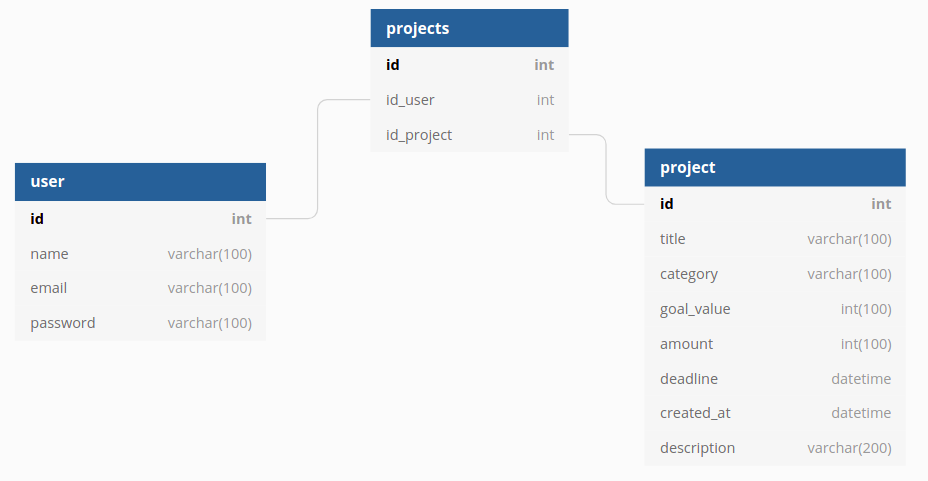 projects
id int
id_user int
id_project int
user
id int
name varchar(100)
email varchar(100)
password varchar(100)
project
id int
title varchar(100)
category varchar(100)
goal_value int(100)
amount int(100)
deadline datetime
created_at datetime
description varchar(200)